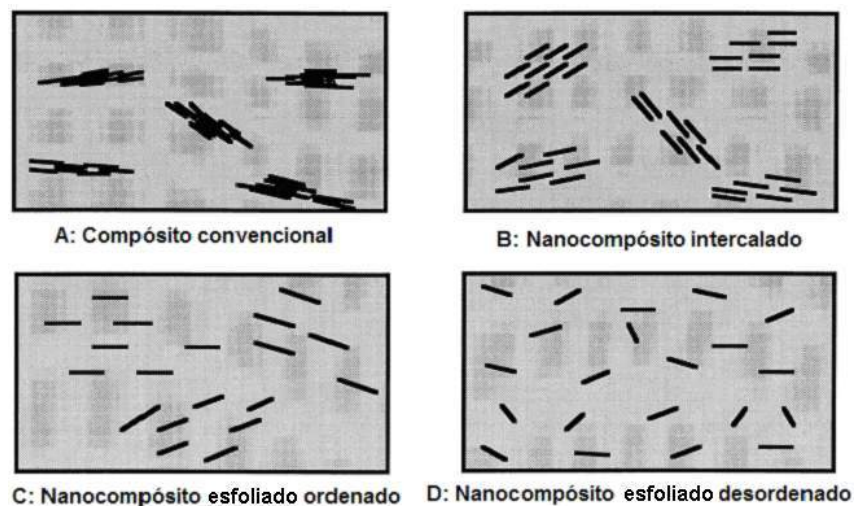 A: Compósito convencional
B: Nanocompósito intercalado
C: Nanocompósito esfoliado ordenado
D: Nanocompósito esfoliado desordenado